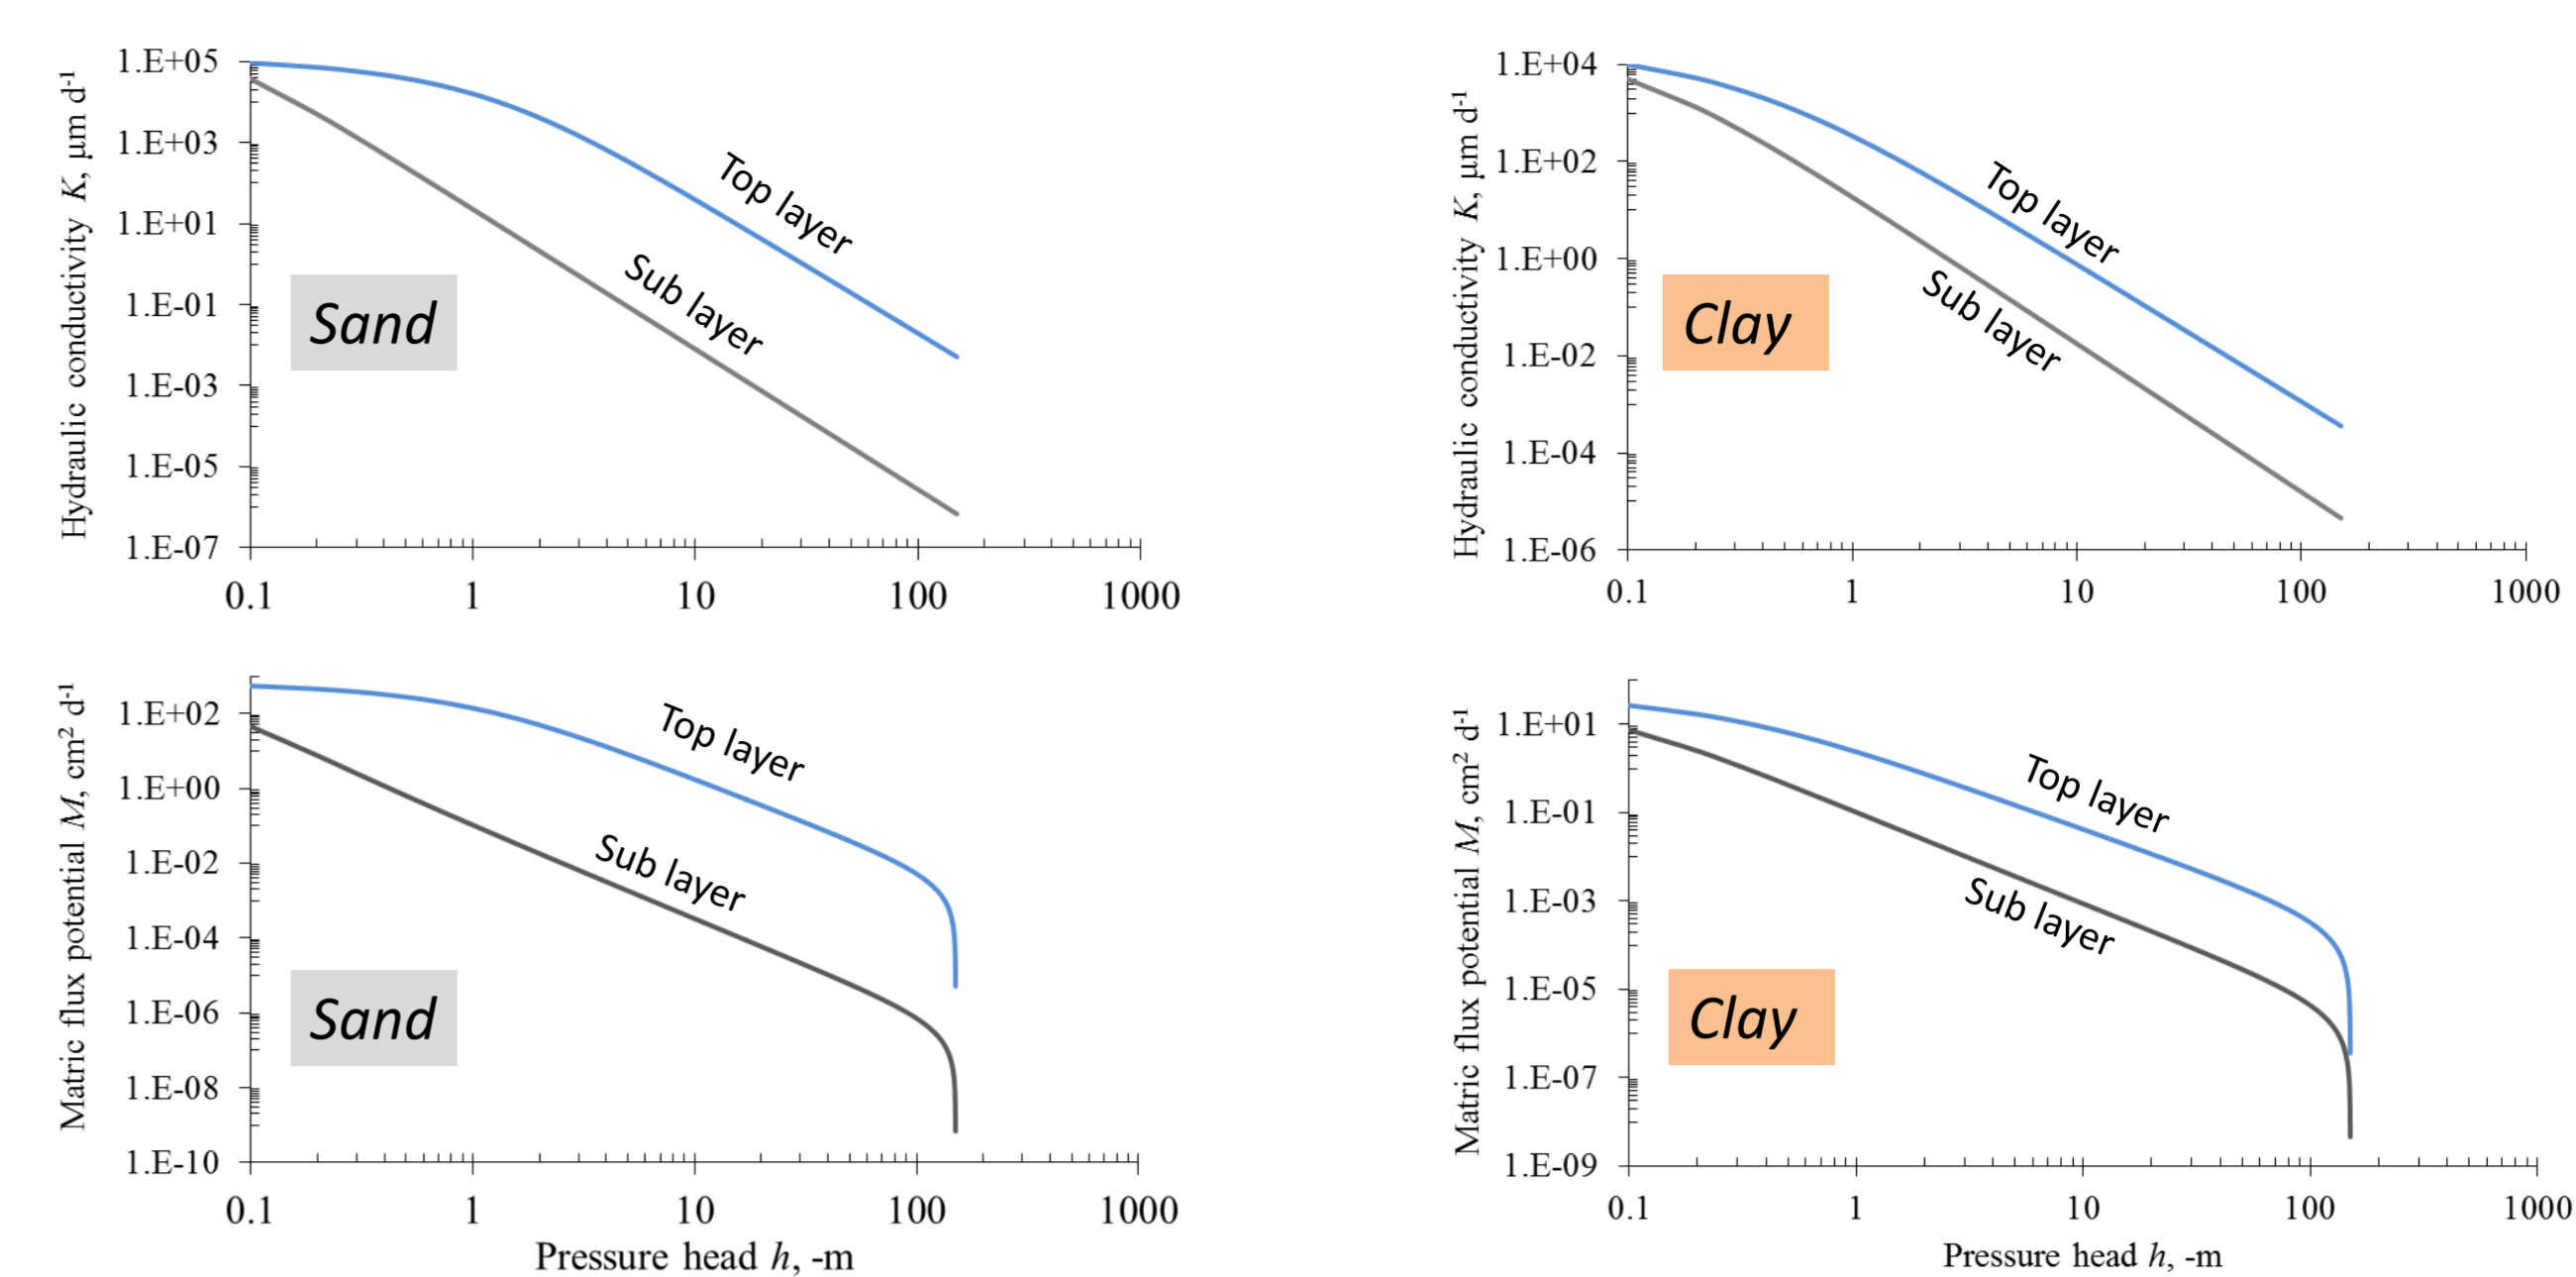 Hydraulic conductivity K, µm d-1
1.E+05
1.E+03
1.E+01
1.E-01
1.E-03
1.E-05
1.E-07
Top layer
Sub layer
Sand
0.1 1 10 100 1000
Hydraulic conductivity K, µm d-1
1.E+04
1.E+02
1.E+00
1.E-02
1.E-04
1.E-06
Top layer
Sub layer
Clay
0.1 1 10 100 1000
Matric flux potential M, cm2 d-1
1.E+02
1.E+00
1.E-02
1.E-04
1.E-06
1.E-08
1.E-10
Top layer
Sub layer
Sand
0.1 1 10 100 1000
Pressure head h, -m
Matric flux potential M, cm2 d-1
1.E+01
1.E-01
1.E-03
1.E-05
1.E-07
1.E-09
Top layer
Sub layer
Clay
0.1 1 10 100 1000
Pressure head h, -m